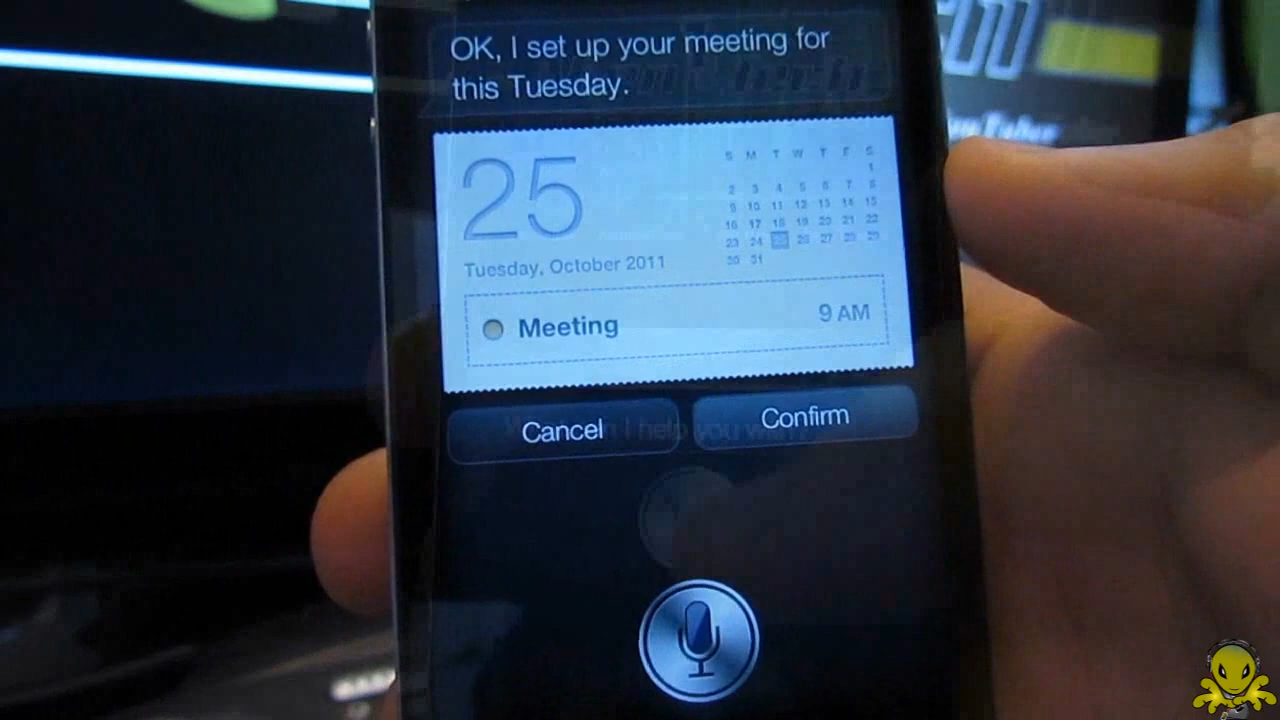 OK, I set up your meeting for
this Tuesday.
25
S M T W T F S
1
2 3 4 5 6 7 8
9 10 11 12 13 14 15
16 17 18 19 20 21 22
23 24 25 26 27 28 29
30 31
Tuesday, October 2011
Meeting 9 AM
Cancel Confirm